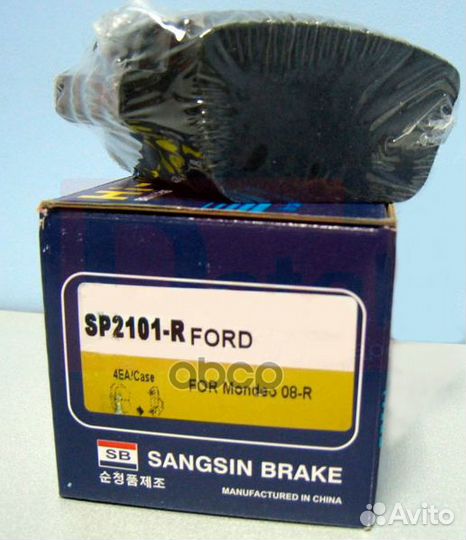 SP2101-R FORD
4EA/Case
FOR Mondeo 08-R
abcp
SB
SANGSIN BRAKE
순정품제조
MANUFACTURED IN CHINA
Avito